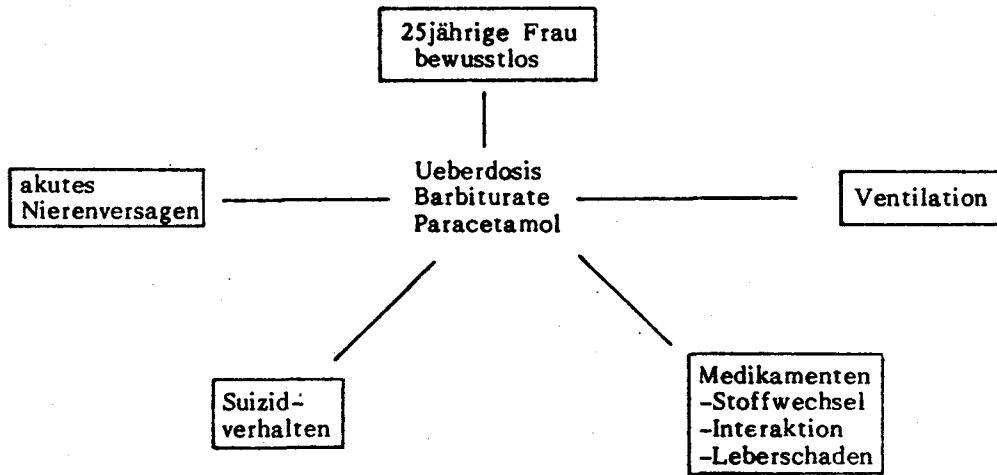 25jährige Frau
bewusstlos
Ueberdosis
Barbiturate
Paracetamol
akutes
Nierenversagen
Ventilation
Suizid-
verhalten
Medikamenten
-Stoffwechsel
-Interaktion
-Leberschaden